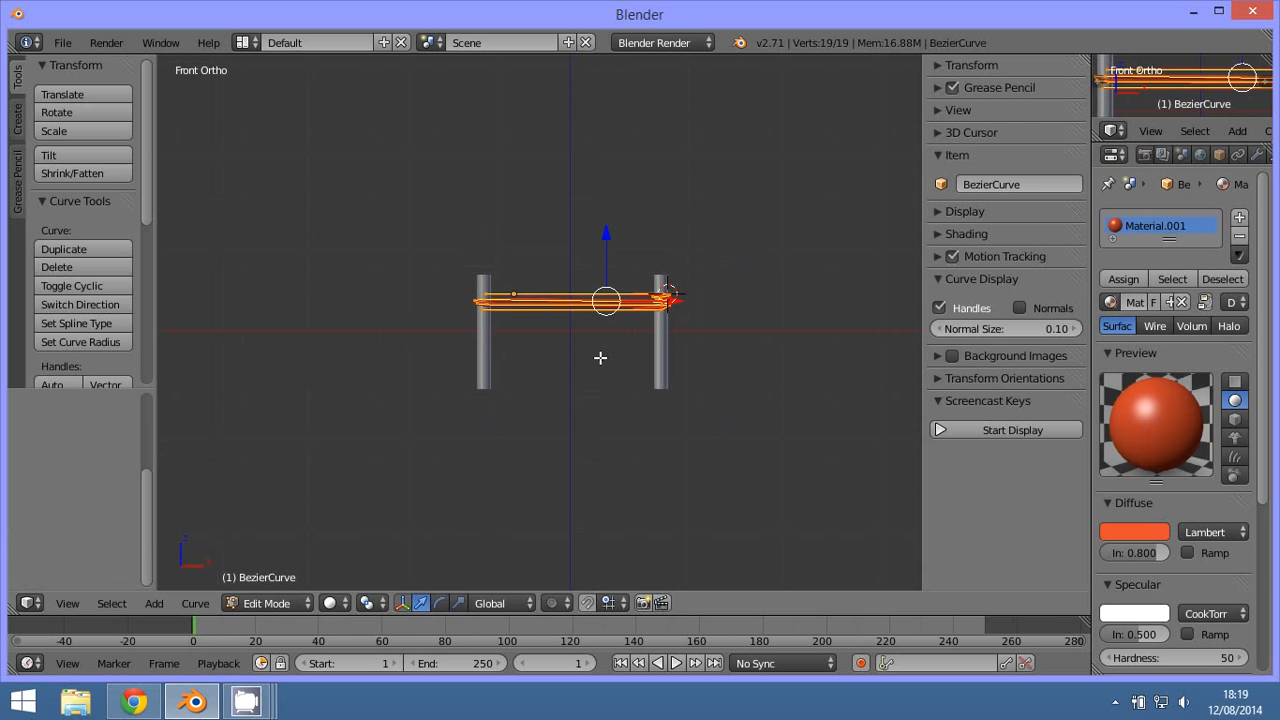 Blender
File Render Window Help Default Scene Blender Render v2.71 | Verts:19/19 | Mem:16.88M | BezierCurve
Tools
Create
Grease Pencil
Transform
Translate
Rotate
Scale
Tilt
Shrink/Fatten
Curve Tools
Curve:
Duplicate
Delete
Toggle Cyclic
Switch Direction
Set Spline Type
Set Curve Radius
Handles:
Auto Vector
Front Ortho
(1) BezierCurve
Transform
Grease Pencil
View
3D Cursor
Item
BezierCurve
Display
Shading
Motion Tracking
Curve Display
Handles Normals
Normal Size: 0.10
Background Images
Transform Orientations
Screencast Keys
Start Display
Front Ortho
(1) BezierCurve
View Select Add
Be Ma
Material.001
Assign Select Deselect
Mat F D
Surfac Wire Volum Halo
Preview
Diffuse
Lambert
In: 0.800 Ramp
Specular
CookTorr
In: 0.500 Ramp
Hardness: 50
View Select Add Curve Edit Mode Global
-40 -20 0 20 40 60 80 100 120 140 160 180 200 220 240 260 280
View Marker Frame Playback Start: 1 End: 250 1 No Sync
18:19
12/08/2014